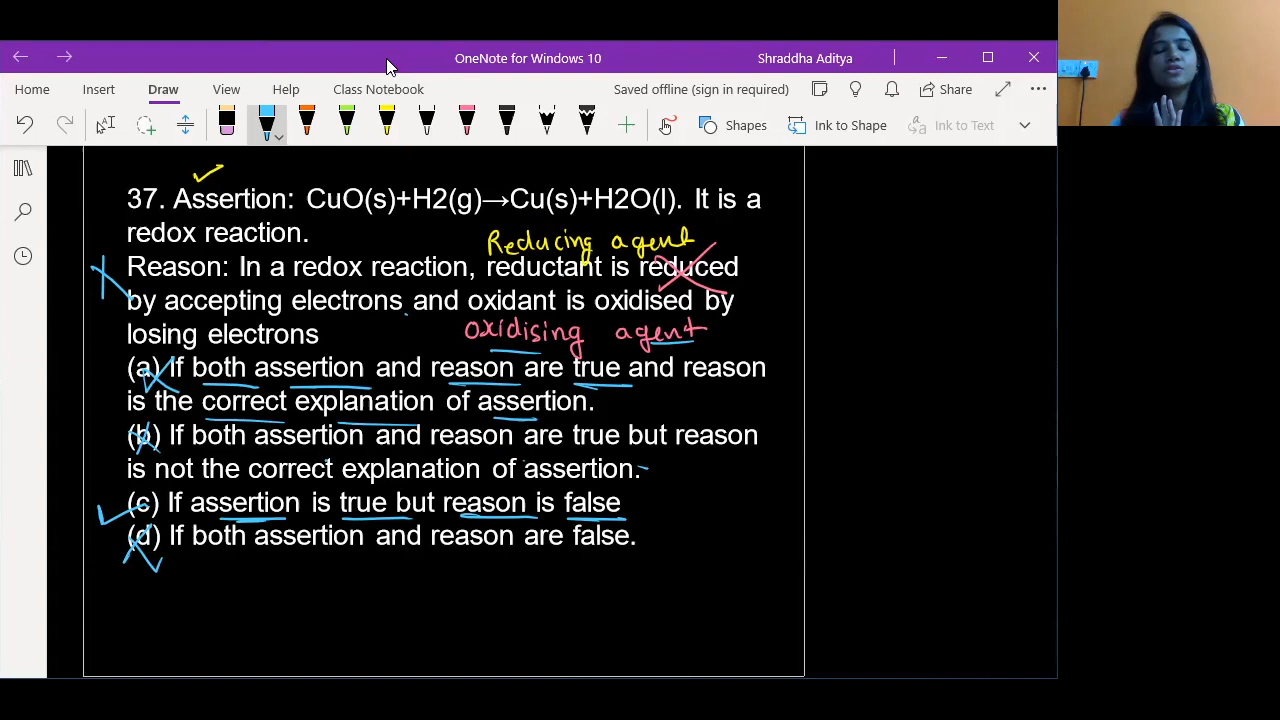 OneNote for Windows 10
Shraddha Aditya
Home Insert Draw View Help Class Notebook Saved offline (sign in required) Share
Shapes Ink to Shape Ink to Text
37. Assertion: CuO(s)+H2(g)→Cu(s)+H2O(l). It is a
redox reaction.
Reducing agent
Reason: In a redox reaction, reductant is reduced
by accepting electrons and oxidant is oxidised by
losing electrons
oxidising agent
(a) If both assertion and reason are true and reason
is the correct explanation of assertion.
(b) If both assertion and reason are true but reason
is not the correct explanation of assertion.
(c) If assertion is true but reason is false
(d) If both assertion and reason are false.